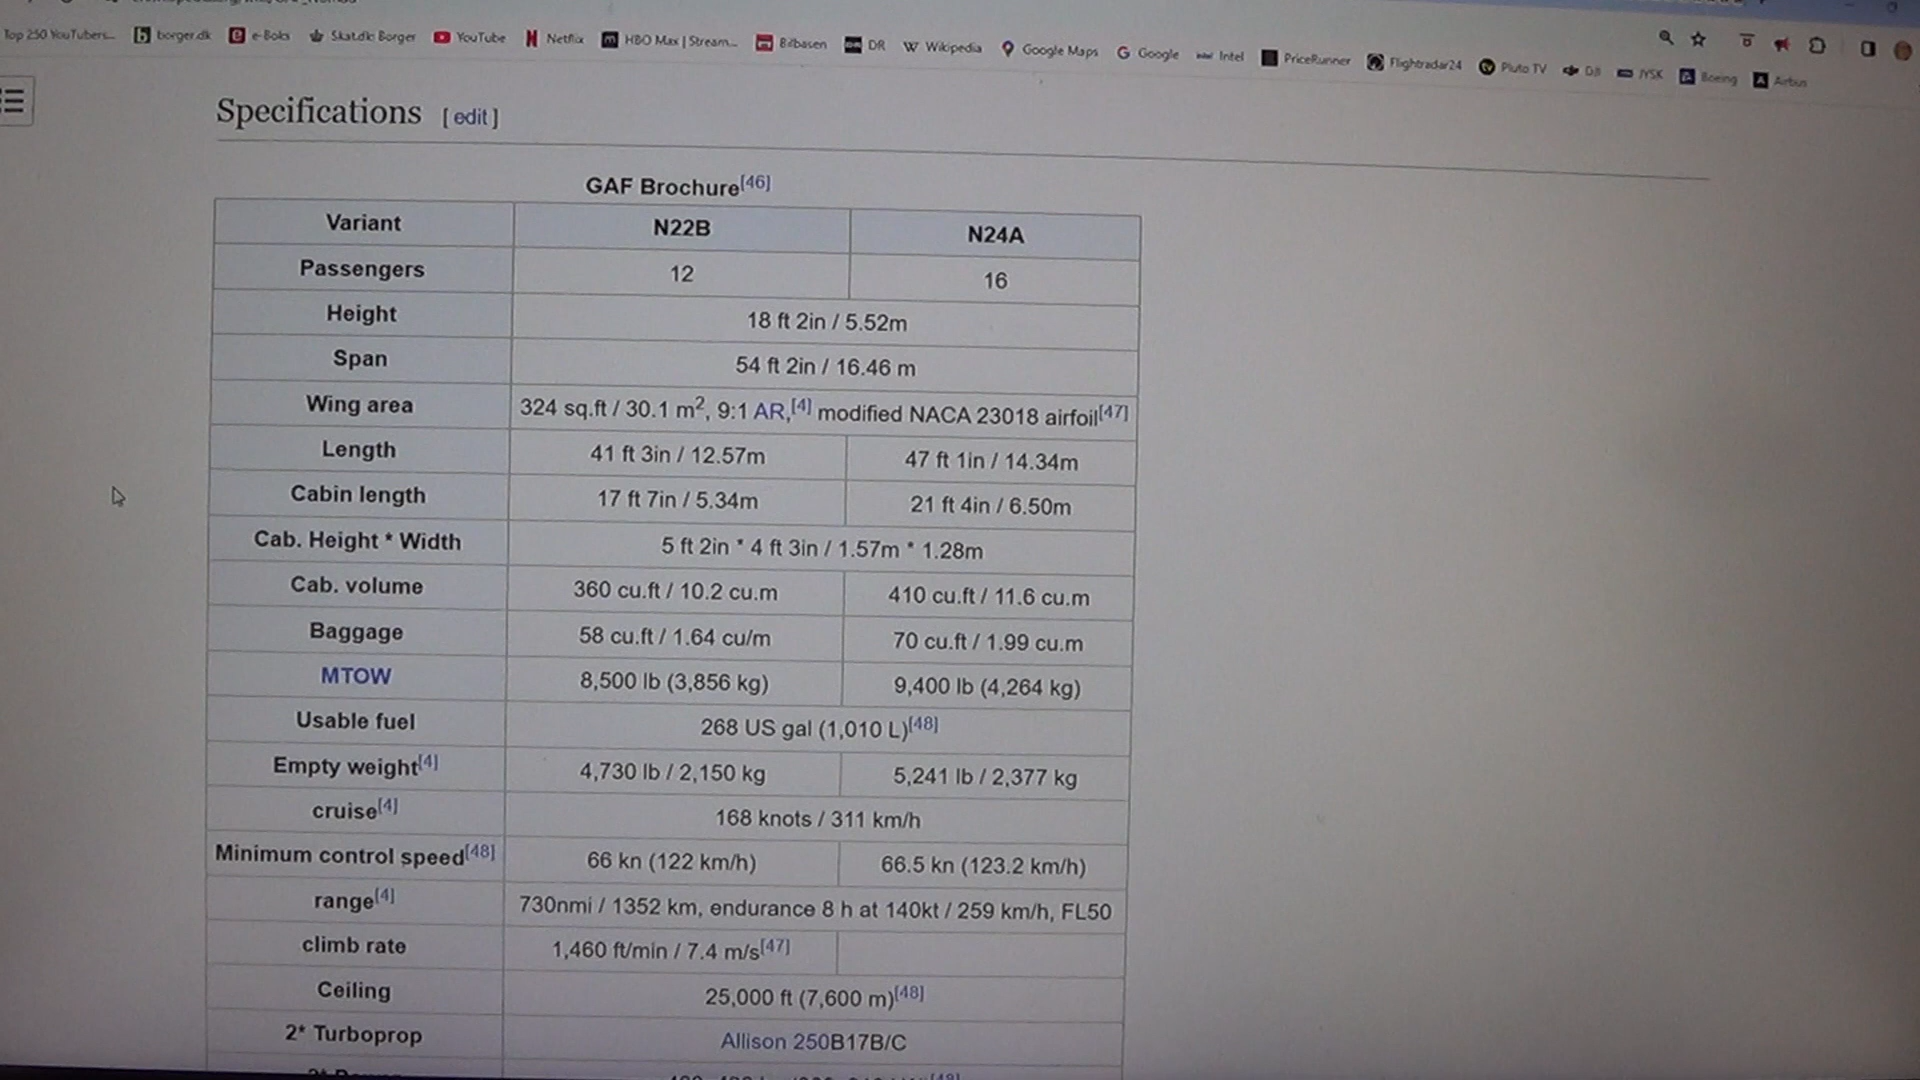 Top 250 YouTubers... borger.dk e-Boks Skat.dk: Borger YouTube Netflix HBO Max | Stream... Bilbasen DR Wikipedia Google Maps Google Intel PriceRunner Flightradar24 Pluto TV DJI JYSK Boeing Airbus
Specifications [ edit ]
GAF Brochure[46]
Variant N22B N24A
Passengers 12 16
Height 18 ft 2in / 5.52m
Span 54 ft 2in / 16.46 m
Wing area 324 sq.ft / 30.1 m², 9:1 AR,[4] modified NACA 23018 airfoil[47]
Length 41 ft 3in / 12.57m 47 ft 1in / 14.34m
Cabin length 17 ft 7in / 5.34m 21 ft 4in / 6.50m
Cab. Height * Width 5 ft 2in * 4 ft 3in / 1.57m * 1.28m
Cab. volume 360 cu.ft / 10.2 cu.m 410 cu.ft / 11.6 cu.m
Baggage 58 cu.ft / 1.64 cu/m 70 cu.ft / 1.99 cu.m
MTOW 8,500 lb (3,856 kg) 9,400 lb (4,264 kg)
Usable fuel 268 US gal (1,010 L)[48]
Empty weight[4] 4,730 lb / 2,150 kg 5,241 lb / 2,377 kg
cruise[4] 168 knots / 311 km/h
Minimum control speed[48] 66 kn (122 km/h) 66.5 kn (123.2 km/h)
range[4] 730nmi / 1352 km, endurance 8 h at 140kt / 259 km/h, FL50
climb rate 1,460 ft/min / 7.4 m/s[47]
Ceiling 25,000 ft (7,600 m)[48]
2* Turboprop Allison 250B17B/C